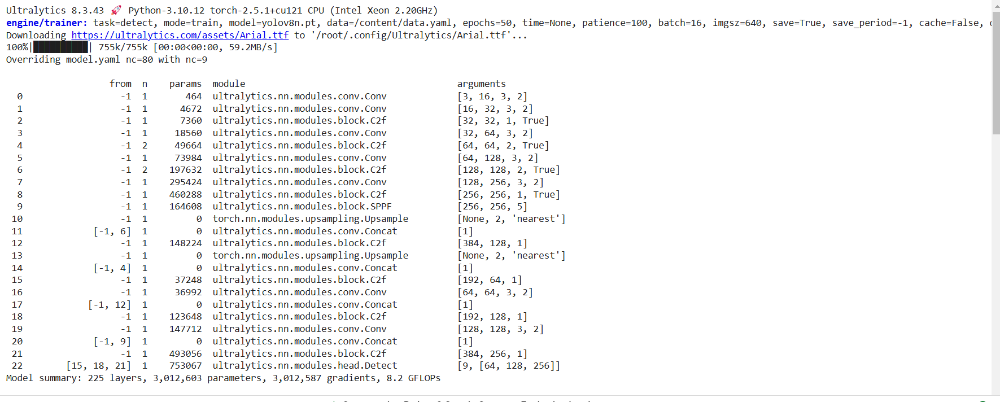 Ultralytics 8.3.43 🚀 Python-3.10.12 torch-2.5.1+cu121 CPU (Intel Xeon 2.20GHz)
engine/trainer: task=detect, mode=train, model=yolov8n.pt, data=/content/data.yaml, epochs=50, time=None, patience=100, batch=16, imgsz=640, save=True, save_period=-1, cache=False,
Downloading https://ultralytics.com/assets/Arial.ttf to '/root/.config/Ultralytics/Arial.ttf'...
100%|██████████| 755k/755k [00:00<00:00, 59.2MB/s]
Overriding model.yaml nc=80 with nc=9
from n params module arguments
0 -1 1 464 ultralytics.nn.modules.conv.Conv [3, 16, 3, 2]
1 -1 1 4672 ultralytics.nn.modules.conv.Conv [16, 32, 3, 2]
2 -1 1 7360 ultralytics.nn.modules.block.C2f [32, 32, 1, True]
3 -1 1 18560 ultralytics.nn.modules.conv.Conv [32, 64, 3, 2]
4 -1 2 49664 ultralytics.nn.modules.block.C2f [64, 64, 2, True]
5 -1 1 73984 ultralytics.nn.modules.conv.Conv [64, 128, 3, 2]
6 -1 2 197632 ultralytics.nn.modules.block.C2f [128, 128, 2, True]
7 -1 1 295424 ultralytics.nn.modules.conv.Conv [128, 256, 3, 2]
8 -1 1 460288 ultralytics.nn.modules.block.C2f [256, 256, 1, True]
9 -1 1 164608 ultralytics.nn.modules.block.SPPF [256, 256, 5]
10 -1 1 0 torch.nn.modules.upsampling.Upsample [None, 2, 'nearest']
11 [-1, 6] 1 0 ultralytics.nn.modules.conv.Concat [1]
12 -1 1 148224 ultralytics.nn.modules.block.C2f [384, 128, 1]
13 -1 1 0 torch.nn.modules.upsampling.Upsample [None, 2, 'nearest']
14 [-1, 4] 1 0 ultralytics.nn.modules.conv.Concat [1]
15 -1 1 37248 ultralytics.nn.modules.block.C2f [192, 64, 1]
16 -1 1 36992 ultralytics.nn.modules.conv.Conv [64, 64, 3, 2]
17 [-1, 12] 1 0 ultralytics.nn.modules.conv.Concat [1]
18 -1 1 123648 ultralytics.nn.modules.block.C2f [192, 128, 1]
19 -1 1 147712 ultralytics.nn.modules.conv.Conv [128, 128, 3, 2]
20 [-1, 9] 1 0 ultralytics.nn.modules.conv.Concat [1]
21 -1 1 493056 ultralytics.nn.modules.block.C2f [384, 256, 1]
22 [15, 18, 21] 1 753067 ultralytics.nn.modules.head.Detect [9, [64, 128, 256]]
Model summary: 225 layers, 3,012,603 parameters, 3,012,587 gradients, 8.2 GFLOPs